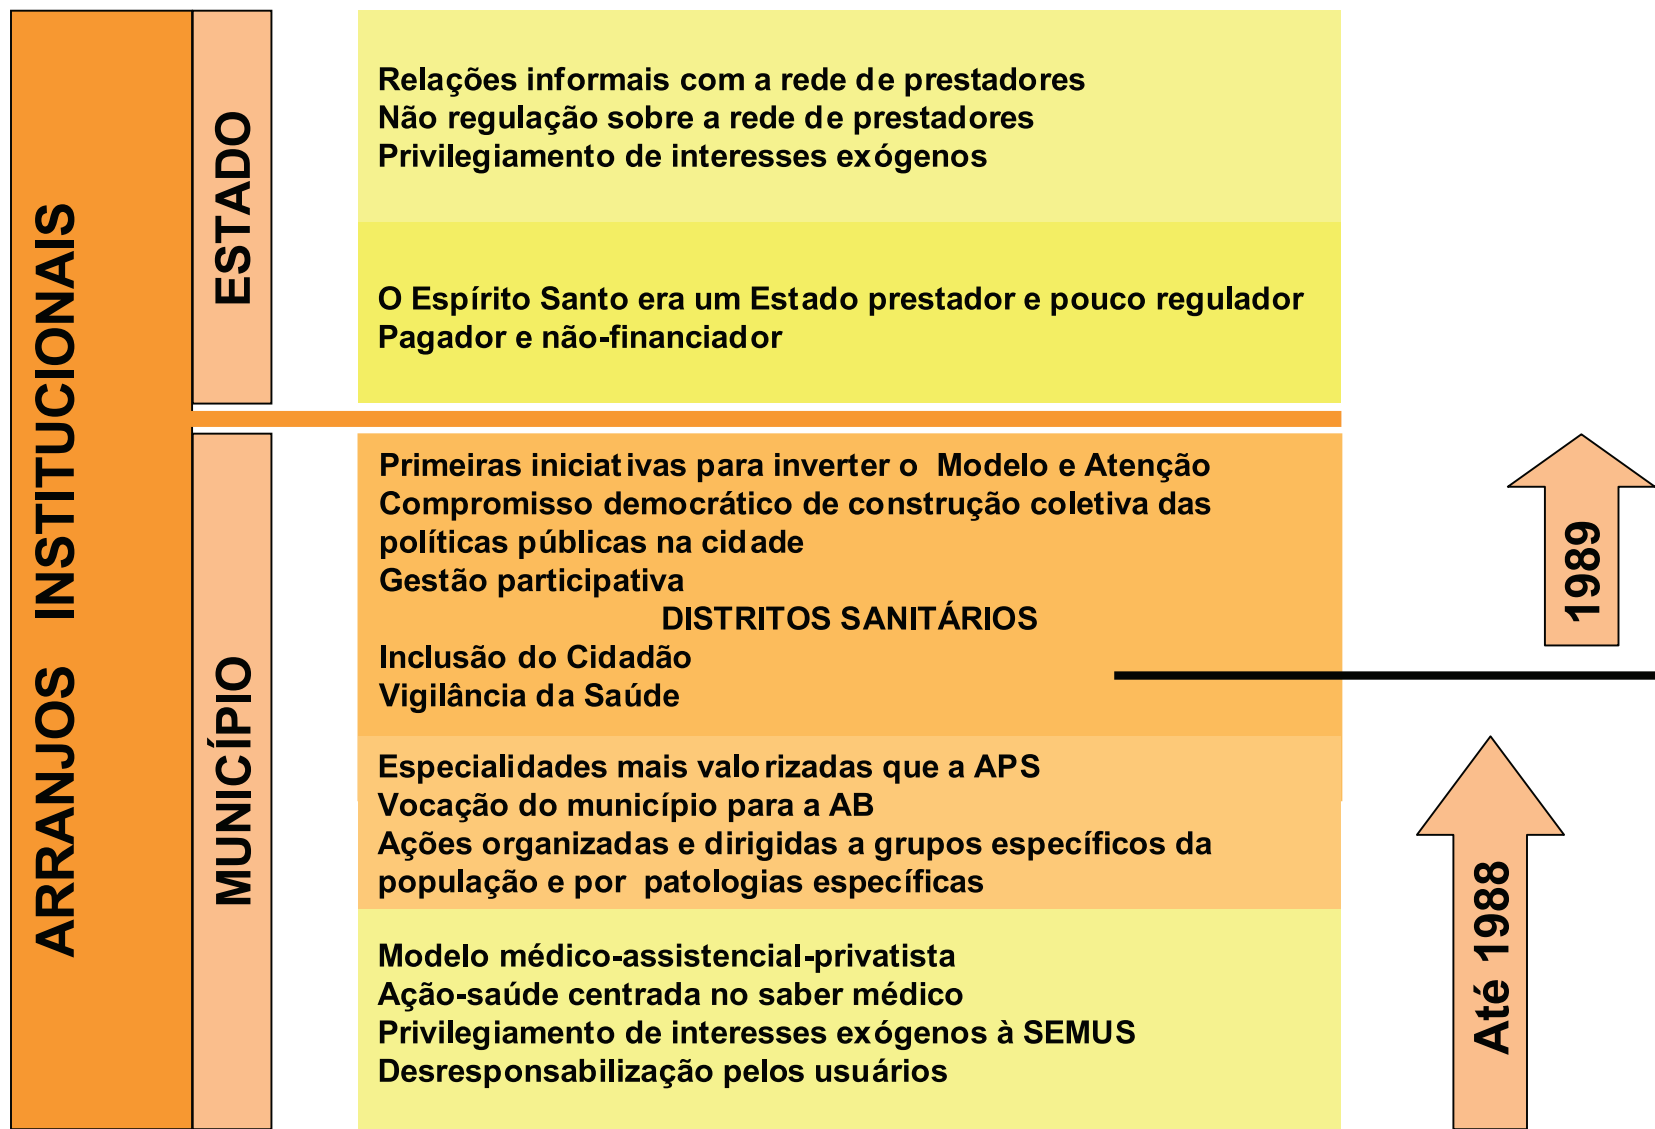 ARRANJOS INSTITUCIONAIS
ESTADO
Relações informais com a rede de prestadores
Não regulação sobre a rede de prestadores
Privilegiamento de interesses exógenos
O Espírito Santo era um Estado prestador e pouco regulador
Pagador e não-financiador
MUNICÍPIO
Primeiras iniciativas para inverter o Modelo e Atenção
Compromisso democrático de construção coletiva das
políticas públicas na cidade
Gestão participativa
DISTRITOS SANITÁRIOS
Inclusão do Cidadão
Vigilância da Saúde
1989
Especialidades mais valorizadas que a APS
Vocação do município para a AB
Ações organizadas e dirigidas a grupos específicos da
população e por patologias específicas
Modelo médico-assistencial-privatista
Ação-saúde centrada no saber médico
Privilegiamento de interesses exógenos à SEMUS
Desresponsabilização pelos usuários
Até 1988